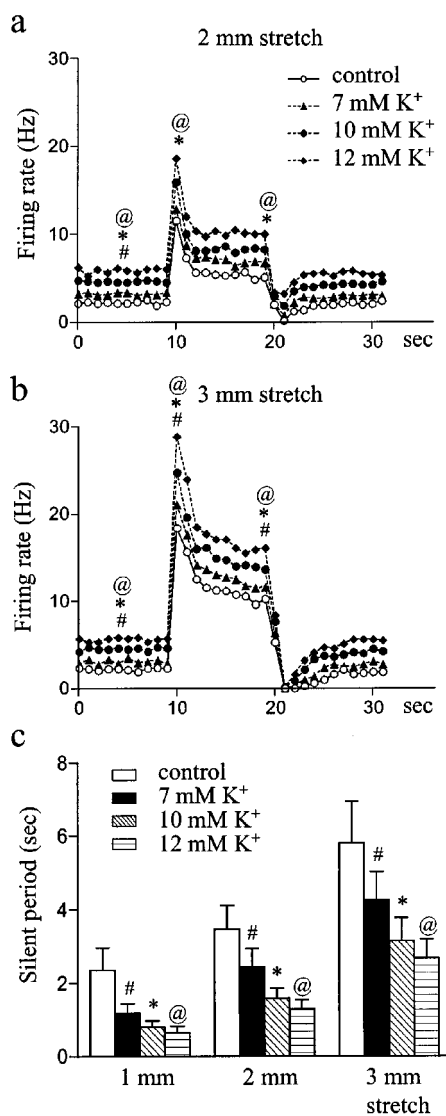 a
2 mm stretch
30
20
10
0
Firing rate (Hz)
control
7 mM K⁺
10 mM K⁺
12 mM K⁺
@
*
@
*
#
@
*
0 10 20 30 sec
b
3 mm stretch
30
20
10
0
Firing rate (Hz)
@
*
#
@
*
#
@
*
#
0 10 20 30 sec
c
8
6
4
2
0
Silent period (sec)
control
7 mM K⁺
10 mM K⁺
12 mM K⁺
# * @
# * @
# * @
1 mm 2 mm 3 mm
stretch